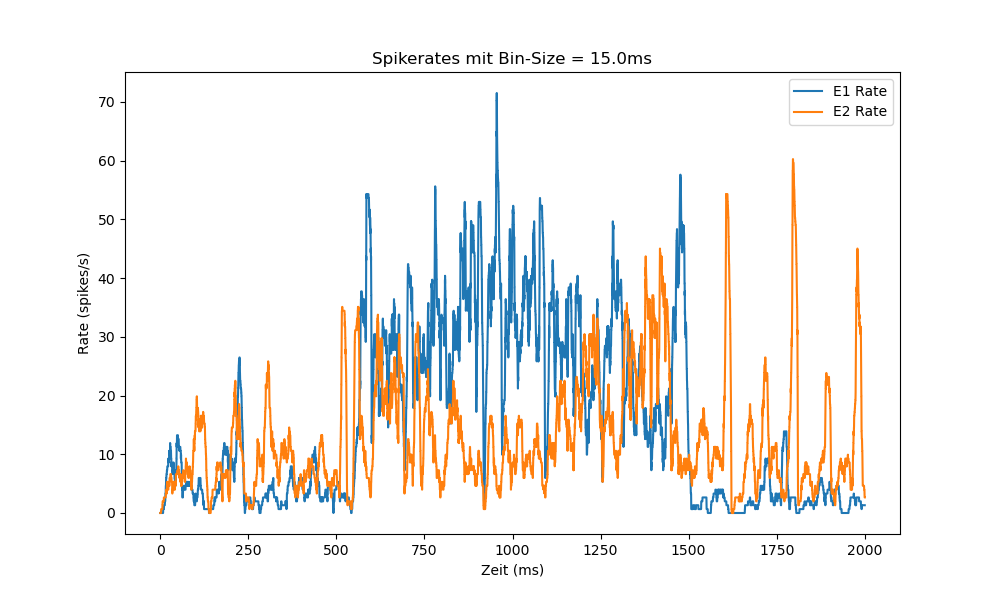 Spikerates mit Bin-Size = 15.0ms
E1 Rate
E2 Rate
70
60
50
40
30
20
10
0
Rate (spikes/s)
0 250 500 750 1000 1250 1500 1750 2000
Zeit (ms)